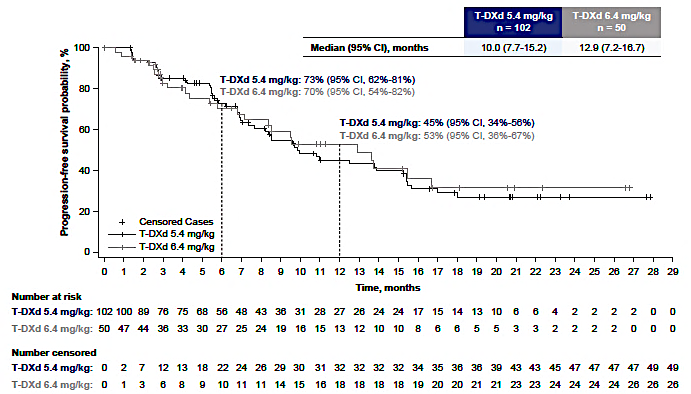 T-DXd 5.4 mg/kg T-DXd 6.4 mg/kg
n = 102 n = 50
Median (95% CI), months 10.0 (7.7-15.2) 12.9 (7.2-16.7)
Progression-free survival probability, %
100
80
60
40
20
0
T-DXd 5.4 mg/kg: 73% (95% CI, 62%-81%)
T-DXd 6.4 mg/kg: 70% (95% CI, 54%-82%)
T-DXd 5.4 mg/kg: 45% (95% CI, 34%-56%)
T-DXd 6.4 mg/kg: 53% (95% CI, 36%-67%)
Censored Cases
T-DXd 5.4 mg/kg
T-DXd 6.4 mg/kg
0 1 2 3 4 5 6 7 8 9 10 11 12 13 14 15 16 17 18 19 20 21 22 23 24 25 26 27 28 29
Time, months
Number at risk
T-DXd 5.4 mg/kg: 102 100 89 76 75 68 56 48 43 36 31 28 27 26 24 24 17 15 14 13 10 6 6 4 2 2 2 2 0 0
T-DXd 6.4 mg/kg: 50 47 44 36 33 30 27 25 24 19 16 15 13 12 10 10 8 6 6 5 5 3 3 2 2 2 2 0 0 0
Number censored
T-DXd 5.4 mg/kg: 0 2 7 12 13 18 22 24 26 29 30 31 32 32 32 32 34 35 36 36 39 43 43 45 47 47 47 47 49 49
T-DXd 6.4 mg/kg: 0 1 3 6 8 9 10 11 11 14 15 16 18 18 18 18 19 20 20 21 21 23 23 24 24 24 24 26 26 26